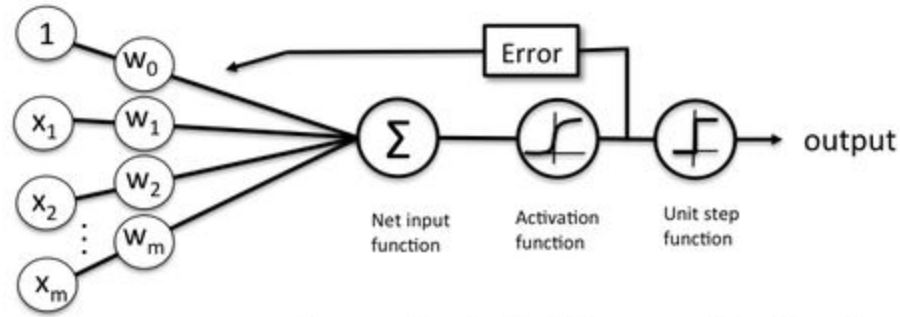 1
w₀
Error
x₁
w₁
Σ
output
x₂
w₂
⋮
wₘ
xₘ
Net input
function
Activation
function
Unit step
function